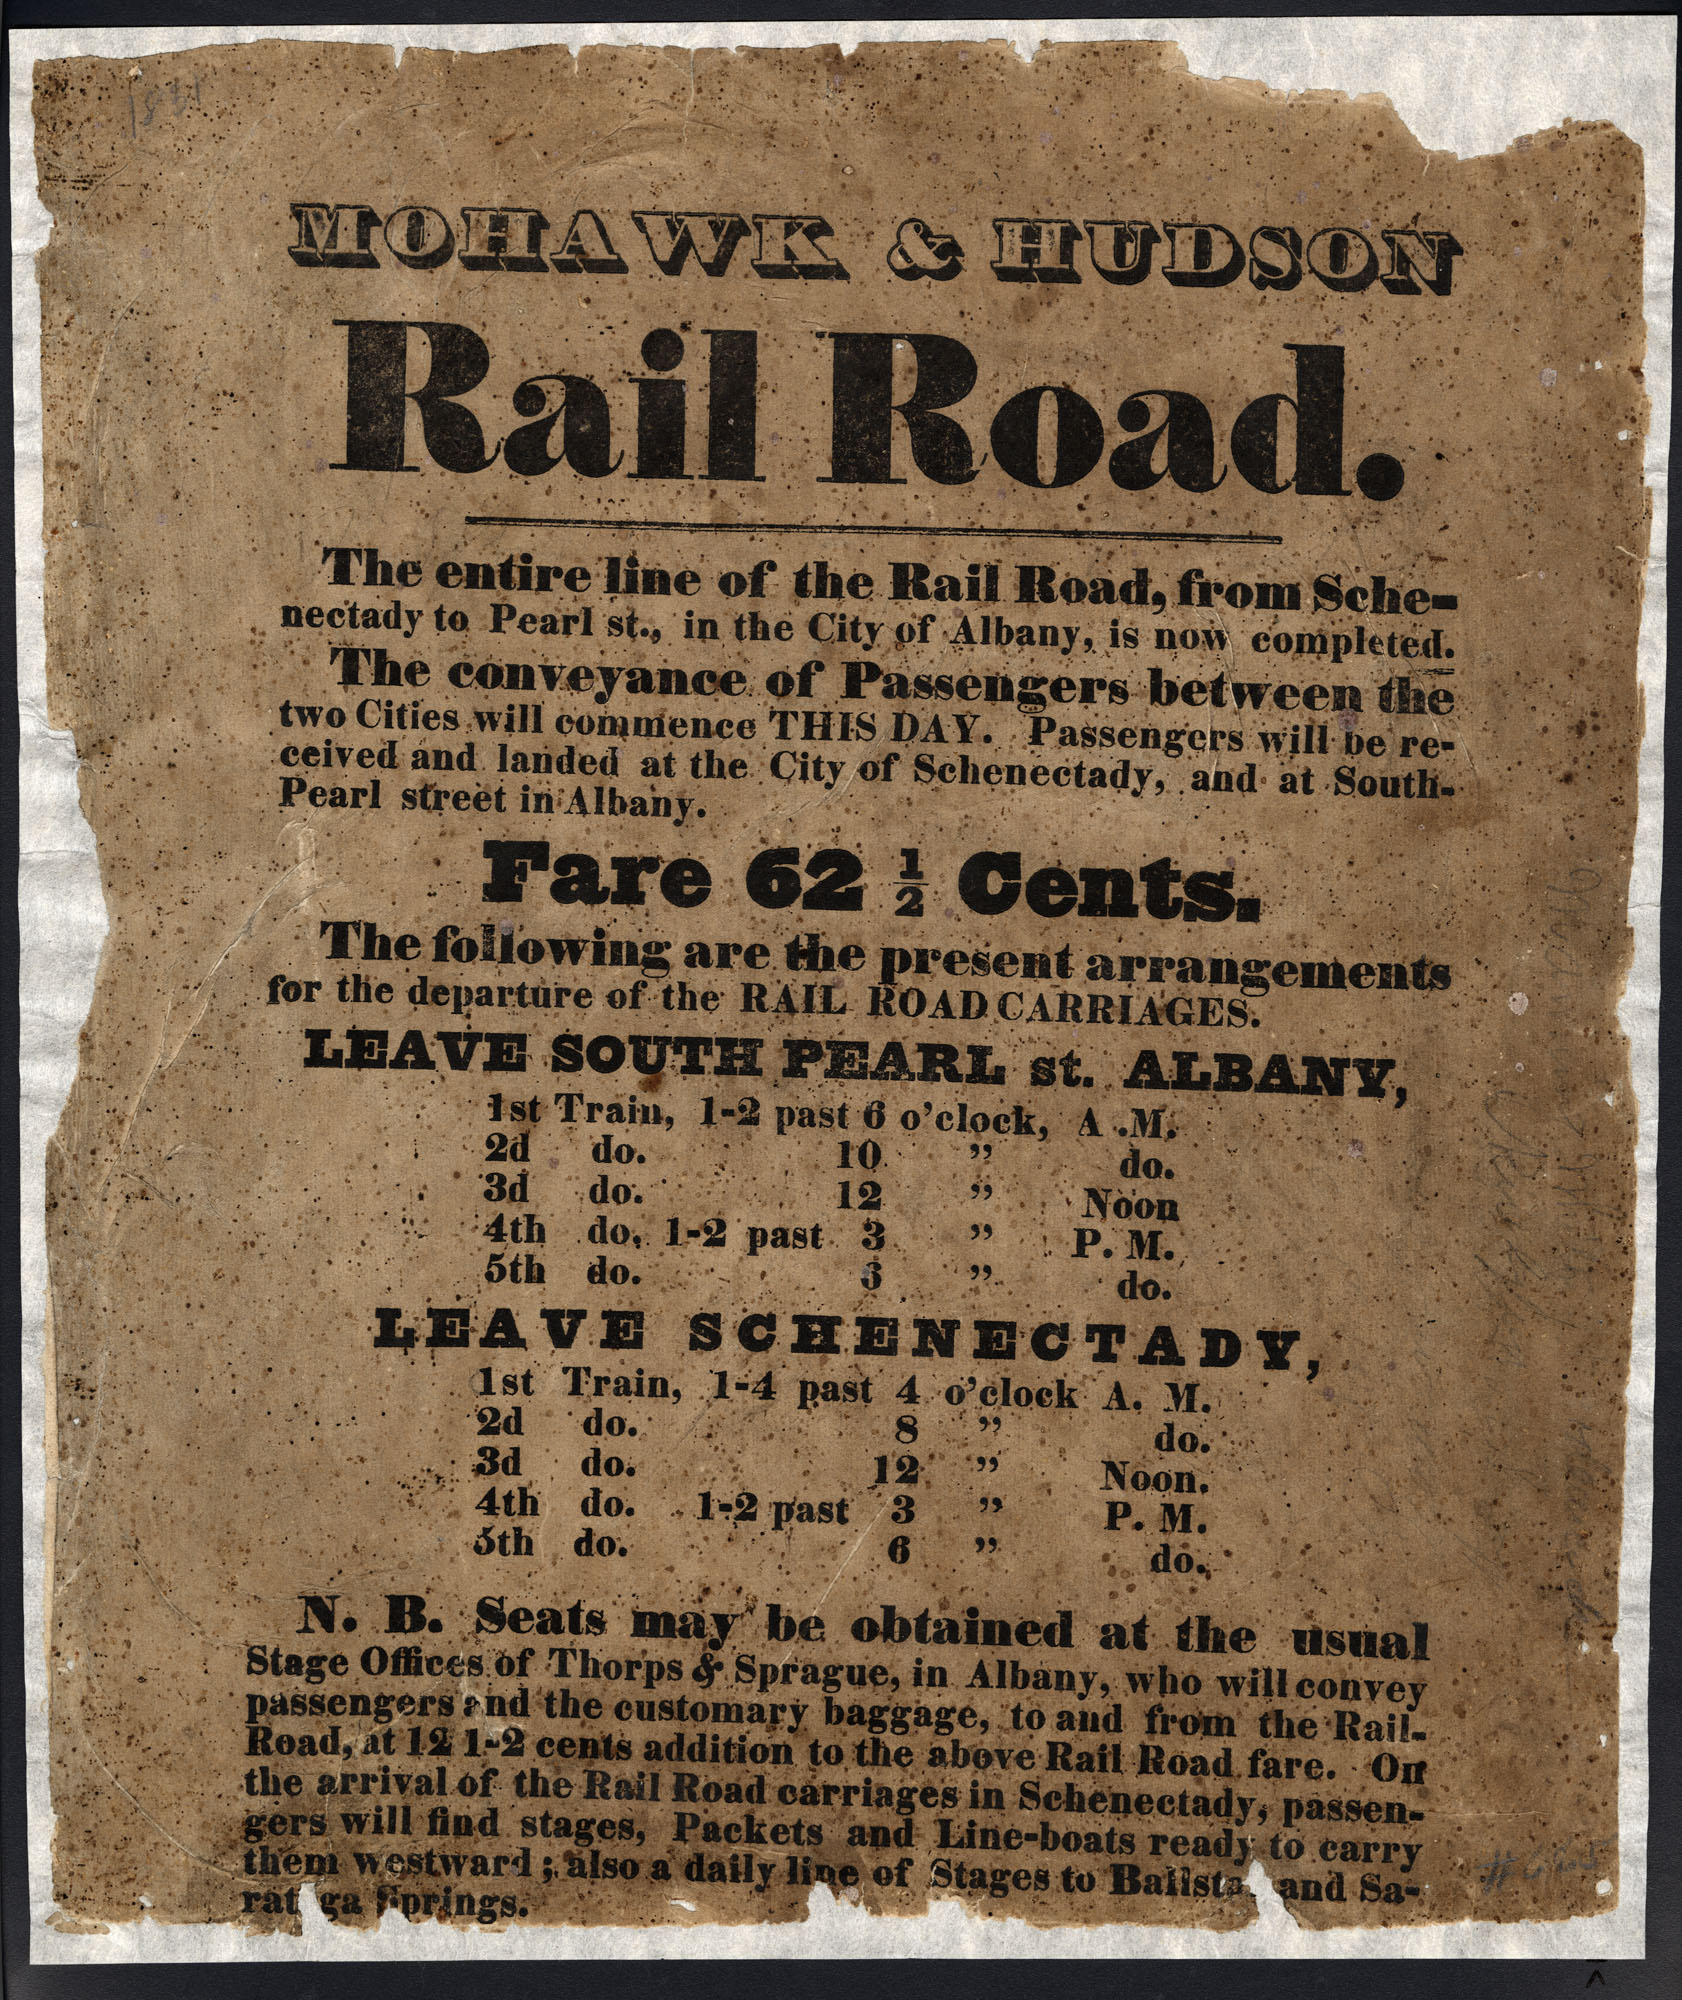 1831
MOHAWK & HUDSON
Rail Road.
The entire line of the Rail Road, from Sche-
nectady to Pearl st., in the City of Albany, is now completed.
The conveyance of Passengers between the
two Cities will commence THIS DAY. Passengers will be re-
ceived and landed at the City of Schenectady, and at South-
Pearl street in Albany.
Fare 62 1/2 Cents.
The following are the present arrangements
for the departure of the RAIL ROAD CARRIAGES.
LEAVE SOUTH PEARL st. ALBANY,
1st Train, 1-2 past 6 o'clock, A .M.
2d do. 10 ” do.
3d do. 12 ” Noon
4th do. 1-2 past 3 ” P. M.
5th do. 6 ” do.
LEAVE SCHENECTADY,
1st Train, 1-4 past 4 o'clock A. M.
2d do. 8 ” do.
3d do. 12 ” Noon.
4th do. 1-2 past 3 ” P. M.
5th do. 6 ” do.
N. B. Seats may be obtained at the usual
Stage Offices of Thorps & Sprague, in Albany, who will convey
passengers and the customary baggage, to and from the Rail-
Road, at 12 1-2 cents addition to the above Rail Road fare. On
the arrival of the Rail Road carriages in Schenectady, passen-
gers will find stages, Packets and Line-boats ready to carry
them westward; also a daily line of Stages to Ballsta and Sa-
rat ga Springs.